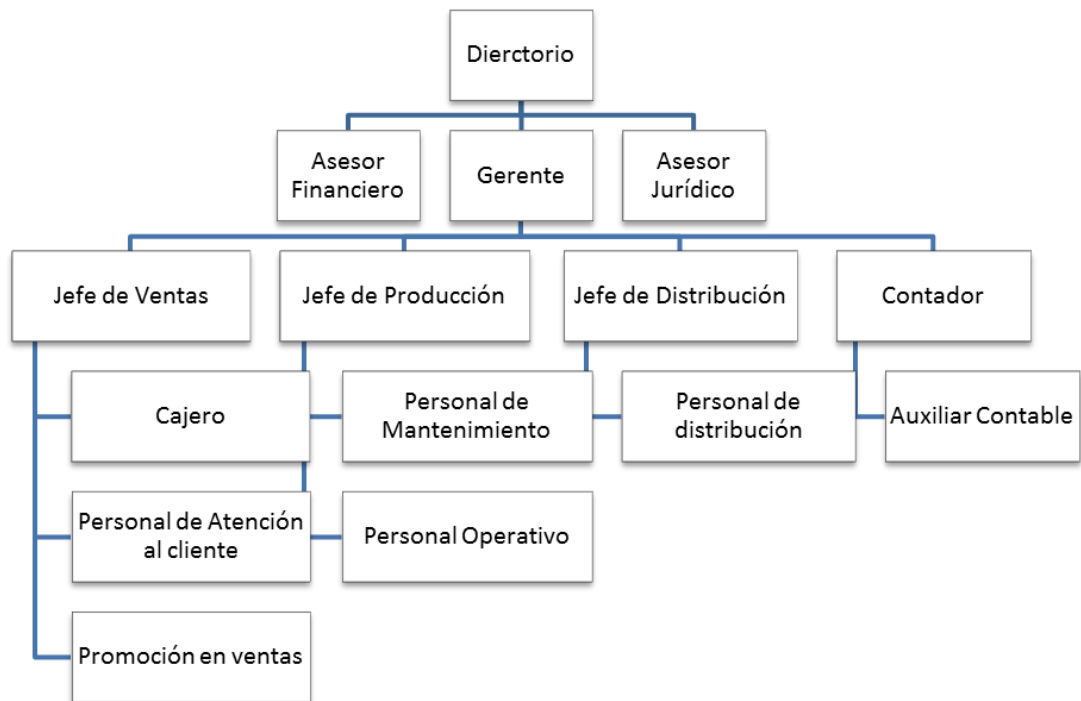 Dierctorio
Asesor
Financiero
Gerente
Asesor
Jurídico
Jefe de Ventas
Jefe de Producción
Jefe de Distribución
Contador
Cajero
Personal de
Mantenimiento
Personal de
distribución
Auxiliar Contable
Personal de Atención
al cliente
Personal Operativo
Promoción en ventas